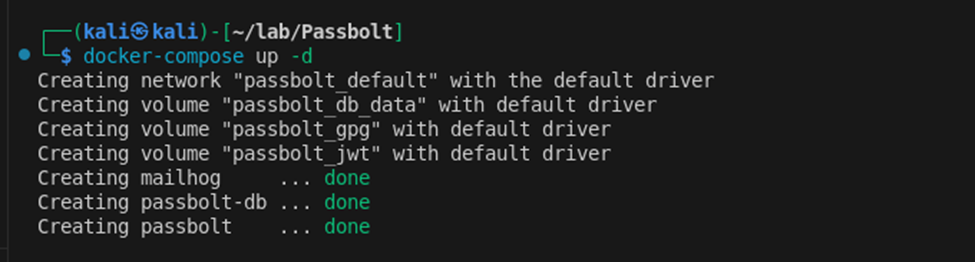 ┌──(kali㉿kali)-[~/lab/Passbolt]
└─$ docker-compose up -d
Creating network "passbolt_default" with the default driver
Creating volume "passbolt_db_data" with default driver
Creating volume "passbolt_gpg" with default driver
Creating volume "passbolt_jwt" with default driver
Creating mailhog     ... done
Creating passbolt-db ... done
Creating passbolt    ... done